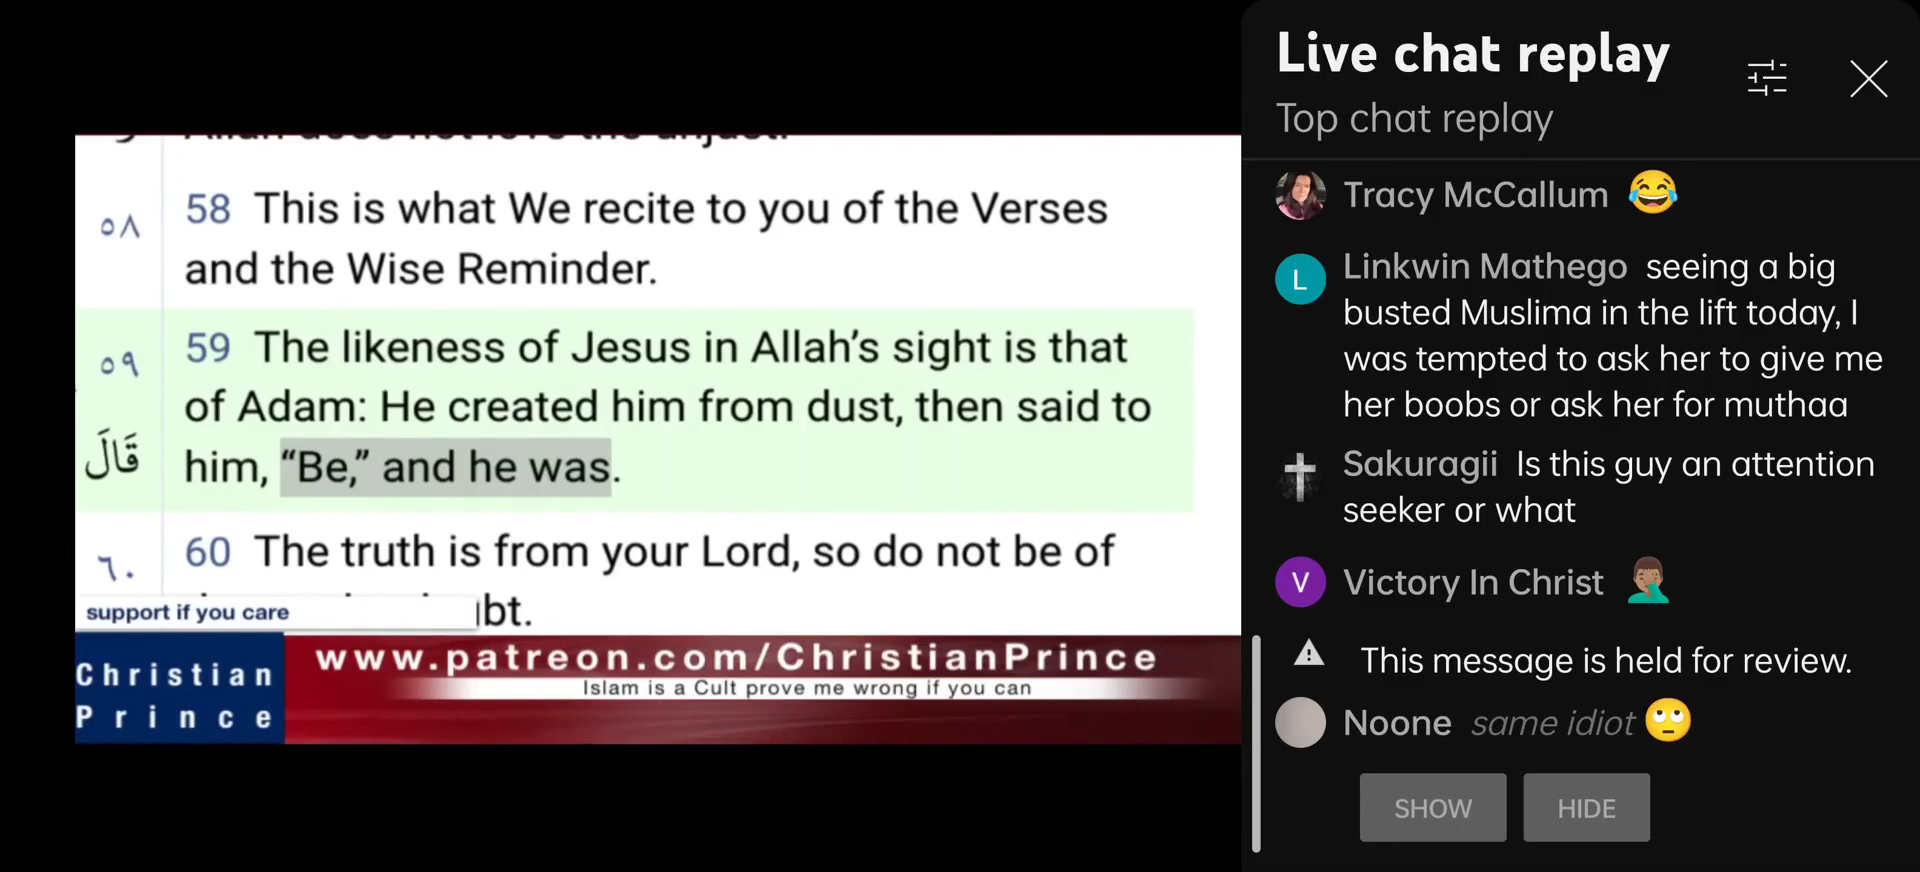 Allah does not love the unjust.
٥٨
58 This is what We recite to you of the Verses
and the Wise Reminder.
٥٩
59 The likeness of Jesus in Allah’s sight is that
of Adam: He created him from dust, then said to
him, “Be,” and he was.
قَالَ
٦٠
60 The truth is from your Lord, so do not be of
bt.
support if you care
Christian
Prince
www.patreon.com/ChristianPrince
Islam is a Cult prove me wrong if you can
Live chat replay
Top chat replay
Tracy McCallum 😂
L
Linkwin Mathego seeing a big
busted Muslima in the lift today, I
was tempted to ask her to give me
her boobs or ask her for muthaa
Sakuragii Is this guy an attention
seeker or what
V
Victory In Christ 🤦🏽‍♂️
This message is held for review.
Noone same idiot 🙄
SHOW
HIDE